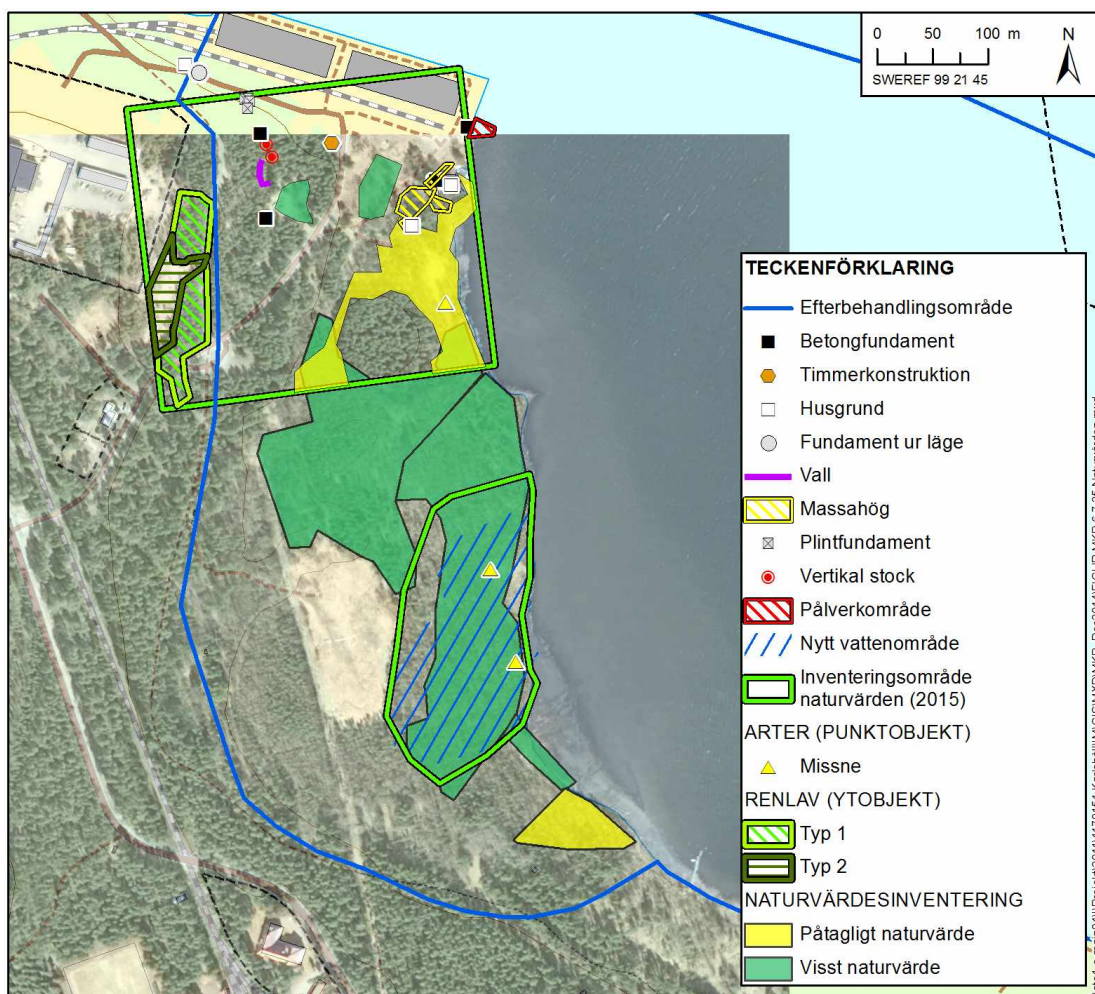 0 50 100 m
N
SWEREF 99 21 45
TECKENFÖRKLARING
Efterbehandlingsområde
Betongfundament
Timmerkonstruktion
Husgrund
Fundament ur läge
Vall
Massahög
Plintfundament
Vertikal stock
Pålverkområde
Nytt vattenområde
Inventeringsområde
naturvärden (2015)
ARTER (PUNKTOBJEKT)
Missne
RENLAV (YTOBJEKT)
Typ 1
Typ 2
NATURVÄRDESINVENTERING
Påtagligt naturvärde
Visst naturvärde